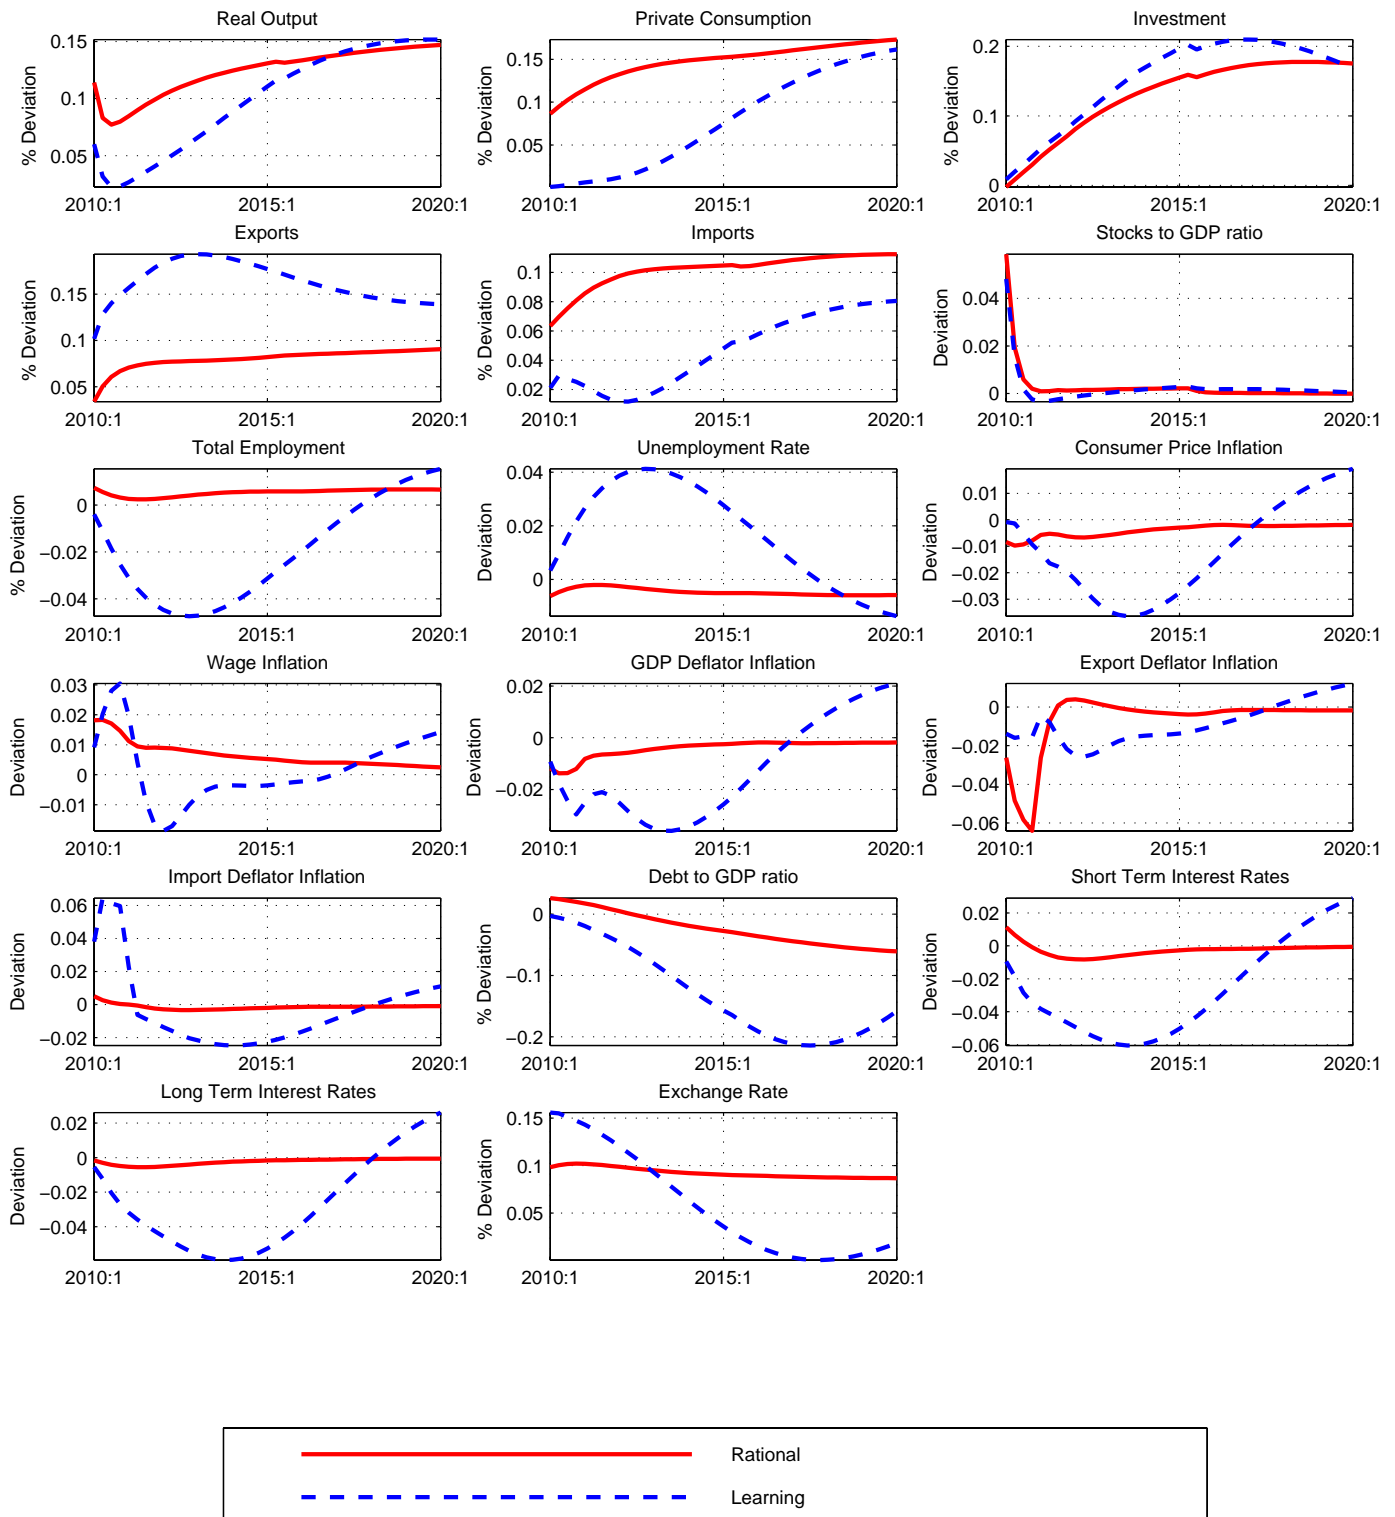 Real Output
% Deviation
0.15
0.1
0.05
2010:1 2015:1 2020:1
Private Consumption
% Deviation
0.15
0.1
0.05
2010:1 2015:1 2020:1
Investment
% Deviation
0.2
0.1
0
2010:1 2015:1 2020:1
Exports
% Deviation
0.15
0.1
0.05
2010:1 2015:1 2020:1
Imports
% Deviation
0.1
0.08
0.06
0.04
0.02
2010:1 2015:1 2020:1
Stocks to GDP ratio
Deviation
0.04
0.02
0
2010:1 2015:1 2020:1
Total Employment
% Deviation
0
−0.02
−0.04
2010:1 2015:1 2020:1
Unemployment Rate
Deviation
0.04
0.02
0
2010:1 2015:1 2020:1
Consumer Price Inflation
Deviation
0.01
0
−0.01
−0.02
−0.03
2010:1 2015:1 2020:1
Wage Inflation
Deviation
0.03
0.02
0.01
0
−0.01
2010:1 2015:1 2020:1
GDP Deflator Inflation
Deviation
0.02
0
−0.02
2010:1 2015:1 2020:1
Export Deflator Inflation
Deviation
0
−0.02
−0.04
−0.06
2010:1 2015:1 2020:1
Import Deflator Inflation
Deviation
0.06
0.04
0.02
0
−0.02
2010:1 2015:1 2020:1
Debt to GDP ratio
% Deviation
0
−0.1
−0.2
2010:1 2015:1 2020:1
Short Term Interest Rates
Deviation
0.02
0
−0.02
−0.04
−0.06
2010:1 2015:1 2020:1
Long Term Interest Rates
Deviation
0.02
0
−0.02
−0.04
2010:1 2015:1 2020:1
Exchange Rate
% Deviation
0.15
0.1
0.05
2010:1 2015:1 2020:1
Rational
Learning